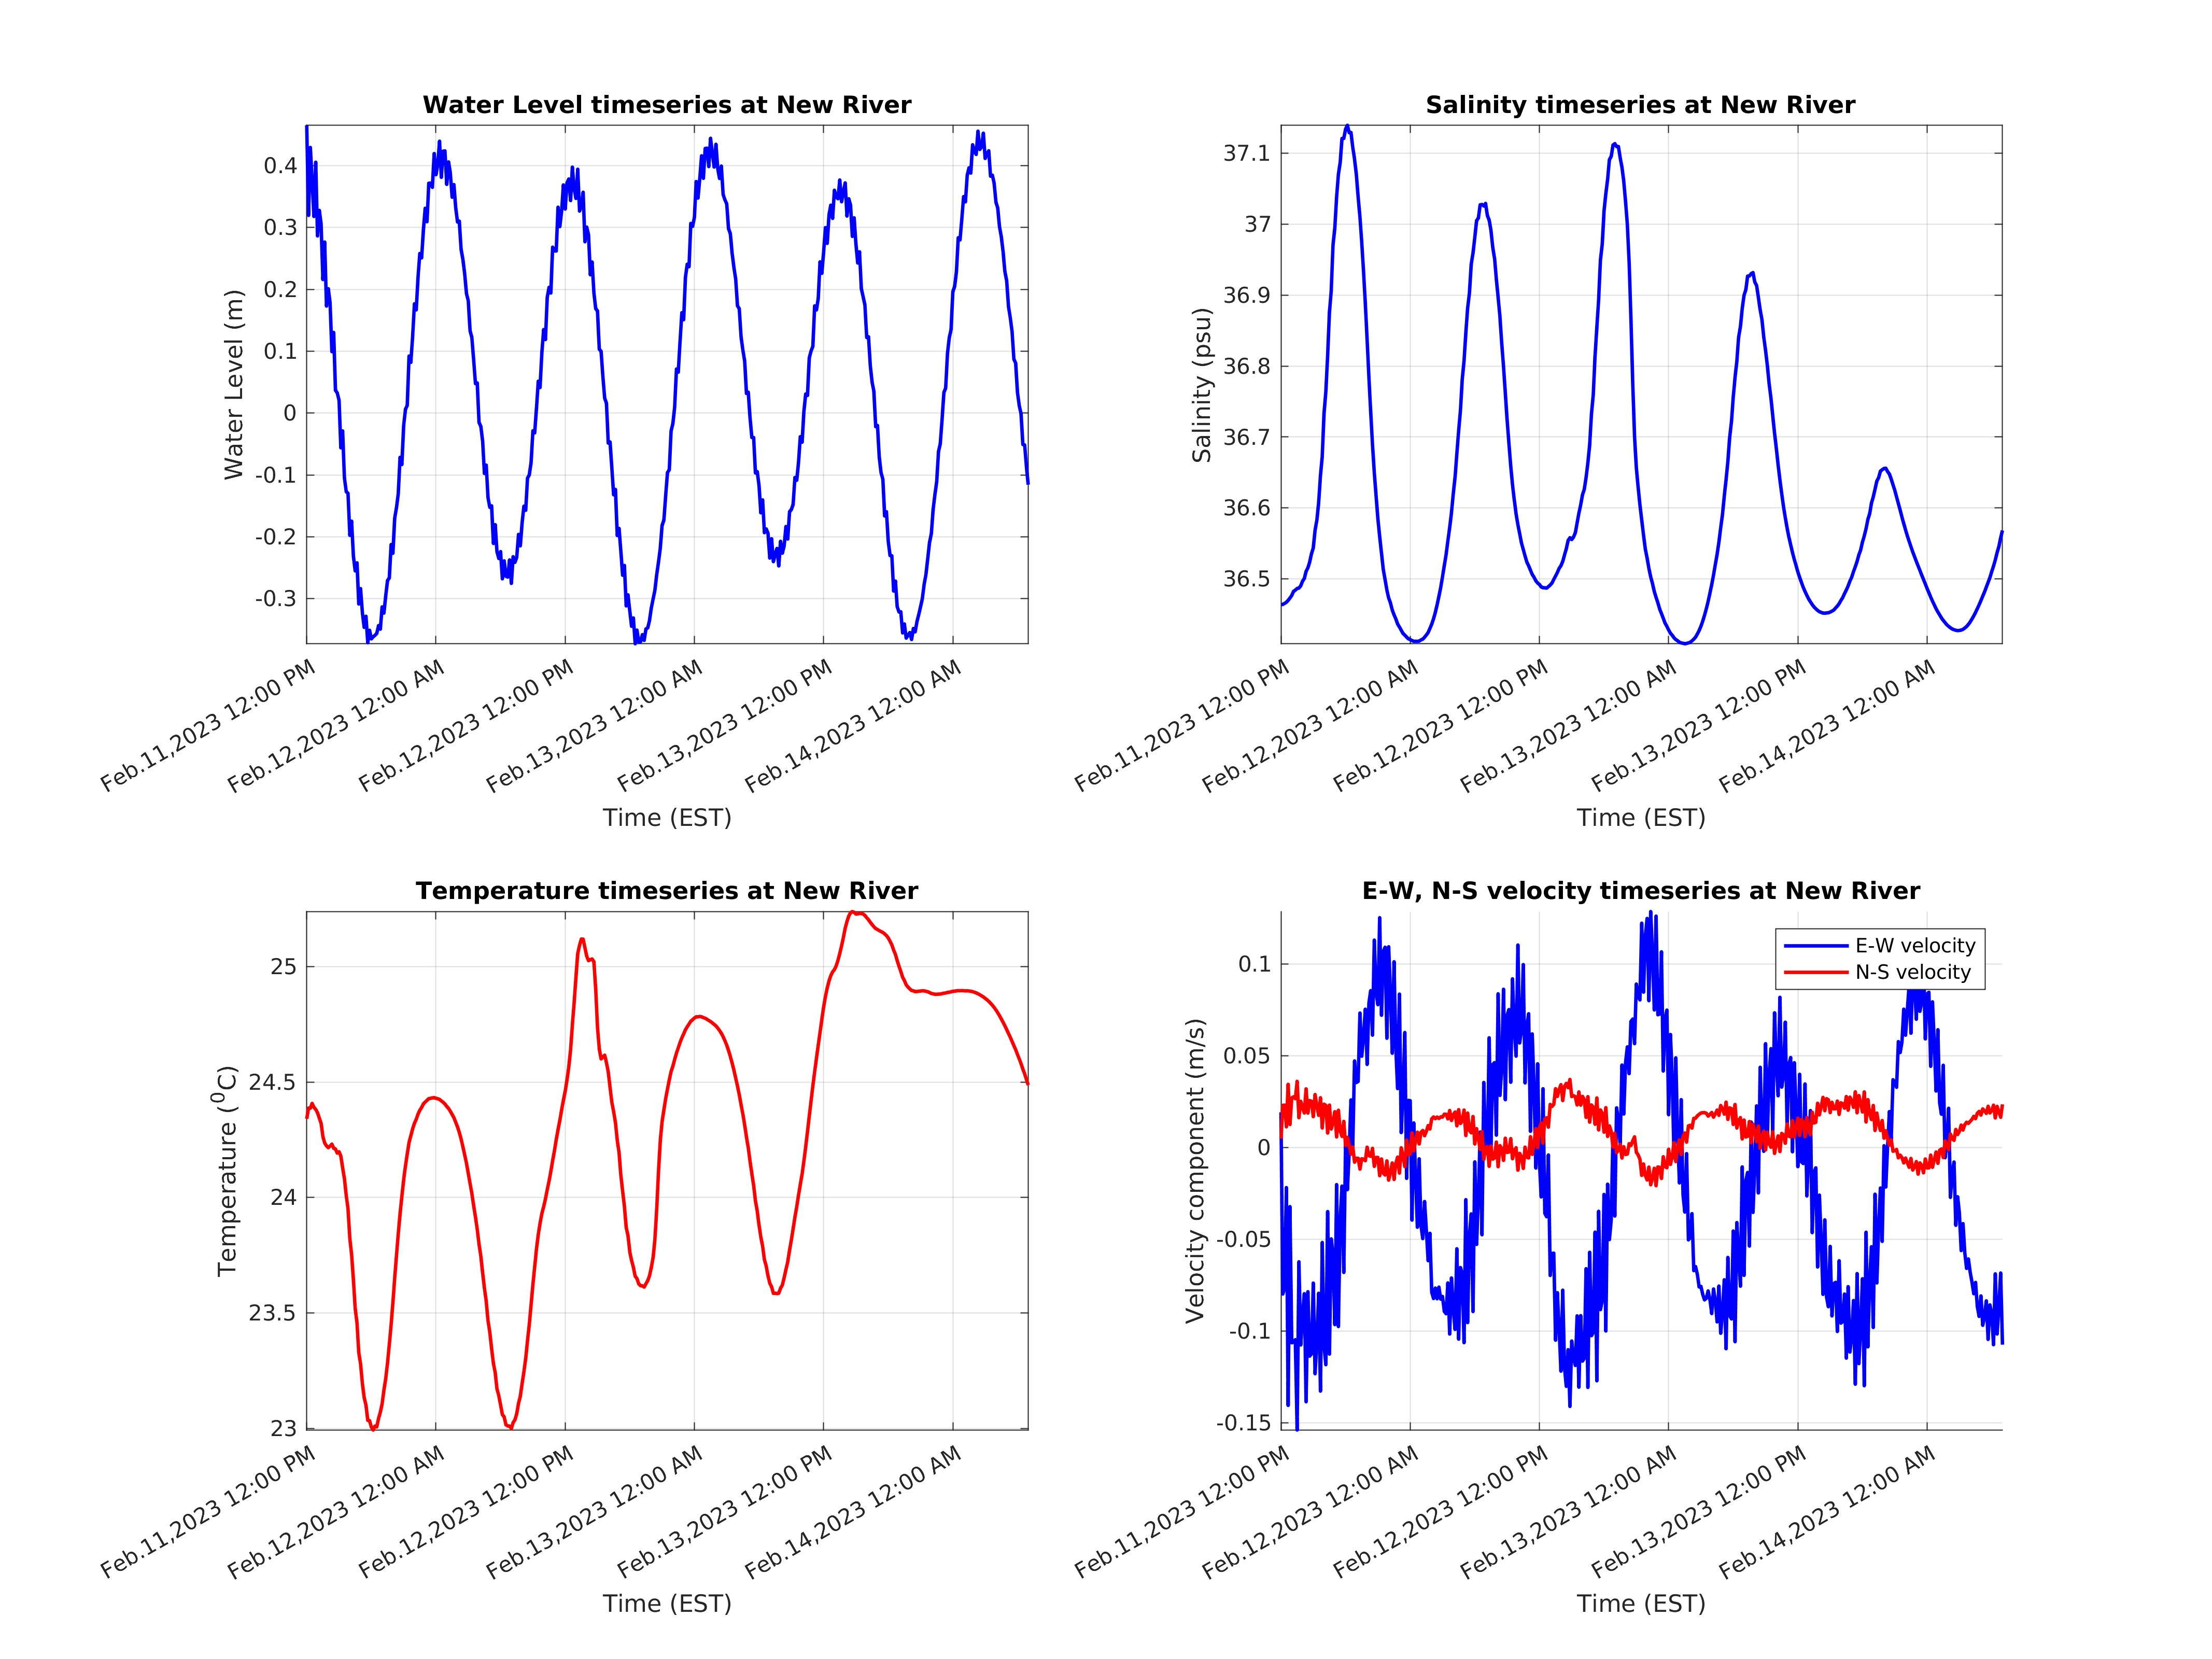 Water Level timeseries at New River
Water Level (m)
0.4
0.3
0.2
0.1
0
-0.1
-0.2
-0.3
Feb.11,2023 12:00 PM
Feb.12,2023 12:00 AM
Feb.12,2023 12:00 PM
Feb.13,2023 12:00 AM
Feb.13,2023 12:00 PM
Feb.14,2023 12:00 AM
Time (EST)
Salinity timeseries at New River
Salinity (psu)
37.1
37
36.9
36.8
36.7
36.6
36.5
Feb.11,2023 12:00 PM
Feb.12,2023 12:00 AM
Feb.12,2023 12:00 PM
Feb.13,2023 12:00 AM
Feb.13,2023 12:00 PM
Feb.14,2023 12:00 AM
Time (EST)
Temperature timeseries at New River
Temperature (⁰C)
25
24.5
24
23.5
23
Feb.11,2023 12:00 PM
Feb.12,2023 12:00 AM
Feb.12,2023 12:00 PM
Feb.13,2023 12:00 AM
Feb.13,2023 12:00 PM
Feb.14,2023 12:00 AM
Time (EST)
E-W, N-S velocity timeseries at New River
E-W velocity
N-S velocity
Velocity component (m/s)
0.1
0.05
0
-0.05
-0.1
-0.15
Feb.11,2023 12:00 PM
Feb.12,2023 12:00 AM
Feb.12,2023 12:00 PM
Feb.13,2023 12:00 AM
Feb.13,2023 12:00 PM
Feb.14,2023 12:00 AM
Time (EST)